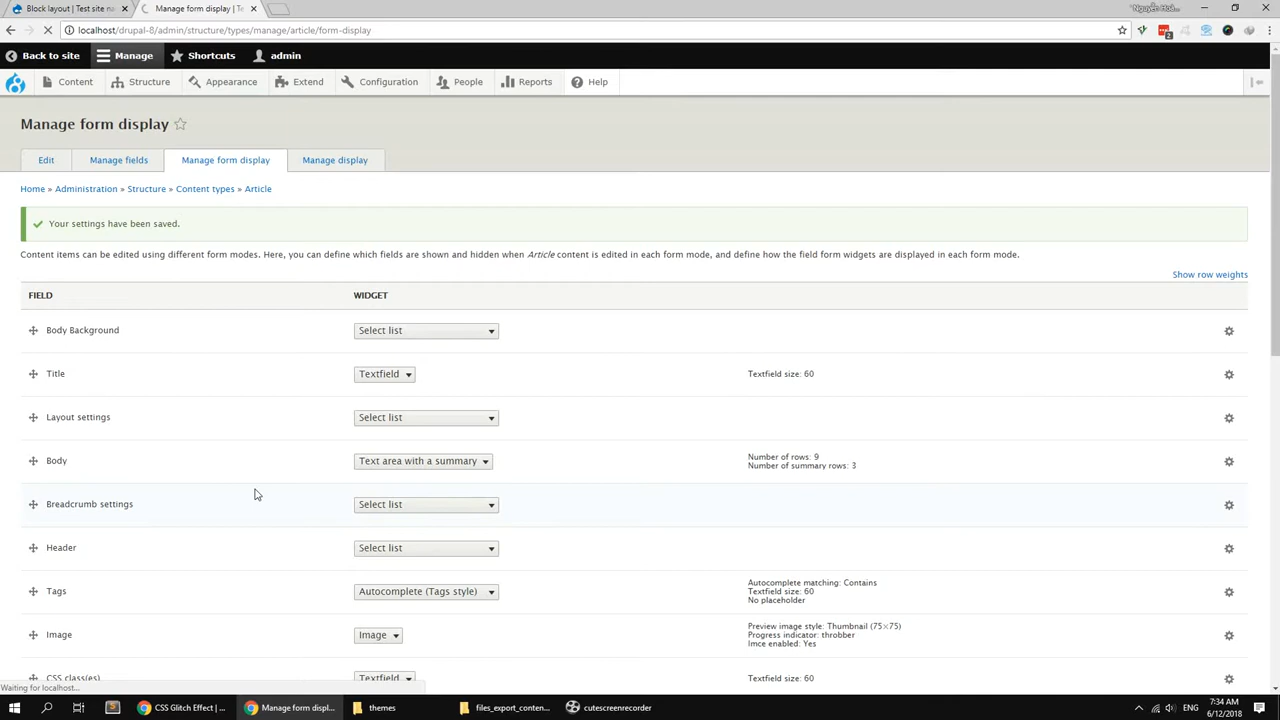 Block layout | Test site na
Manage form display | Te
"Nguyễn Hoà...
localhost/drupal-8/admin/structure/types/manage/article/form-display
2
Back to site
Manage
Shortcuts
admin
Content
Structure
Appearance
Extend
Configuration
People
Reports
Help
Manage form display
Edit
Manage fields
Manage form display
Manage display
Home » Administration » Structure » Content types » Article
Your settings have been saved.
Content items can be edited using different form modes. Here, you can define which fields are shown and hidden when Article content is edited in each form mode, and define how the field form widgets are displayed in each form mode.
Show row weights
FIELD WIDGET
Body Background
Select list
Title
Textfield
Textfield size: 60
Layout settings
Select list
Body
Text area with a summary
Number of rows: 9
Number of summary rows: 3
Breadcrumb settings
Select list
Header
Select list
Tags
Autocomplete (Tags style)
Autocomplete matching: Contains
Textfield size: 60
No placeholder
Image
Image
Preview image style: Thumbnail (75×75)
Progress indicator: throbber
Imce enabled: Yes
CSS class(es)
Textfield
Textfield size: 60
Waiting for localhost...
CSS Glitch Effect | ...
Manage form displ...
themes
files_export_conten...
cutescreenrecorder
ENG
7:34 AM
6/12/2018